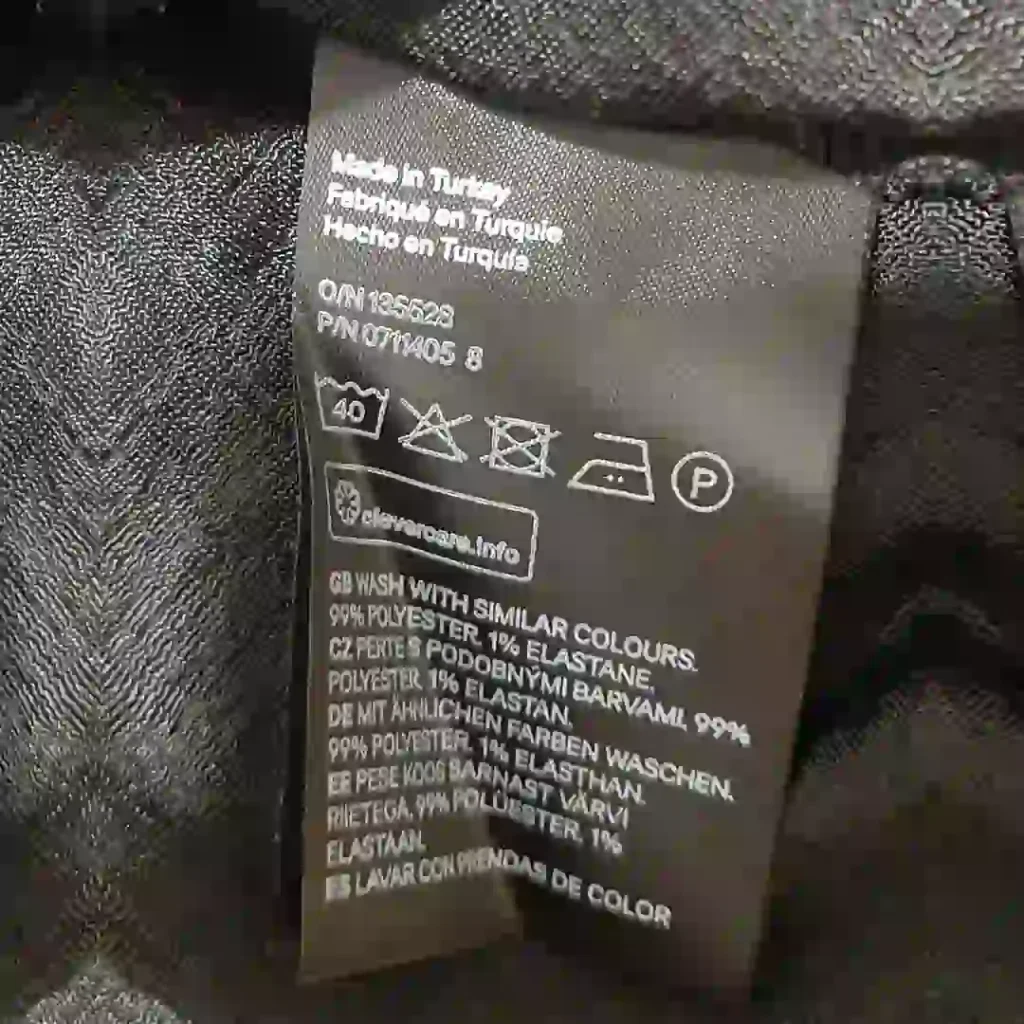 Made in Turkey
Fabriqué en Turquie
Hecho en Turquía
O/N 135528
P/N 0711405 8
40
P
clevercare.info
GB WASH WITH SIMILAR COLOURS.
99% POLYESTER, 1% ELASTANE.
CZ PERTE S PODOBNÝMI BARVAMI. 99%
POLYESTER, 1% ELASTAN.
DE MIT ÄHNLICHEN FARBEN WASCHEN.
99% POLYESTER, 1% ELASTHAN.
EE PESE KOOS BARNAST VÄRVI
RIIETEGA. 99% POLÜESTER, 1%
ELASTAAN.
ES LAVAR CON PRENDAS DE COLOR